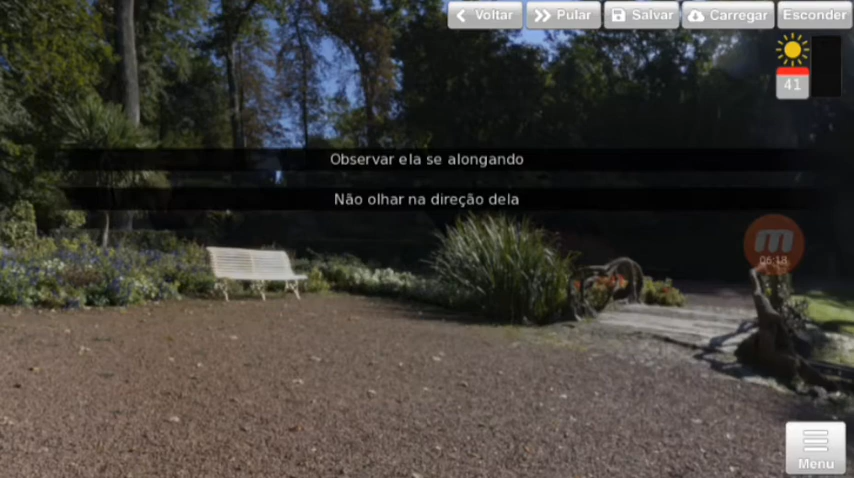 Voltar
Pular
Salvar
Carregar
Esconder
41
Observar ela se alongando
Não olhar na direção dela
06:18
Menu